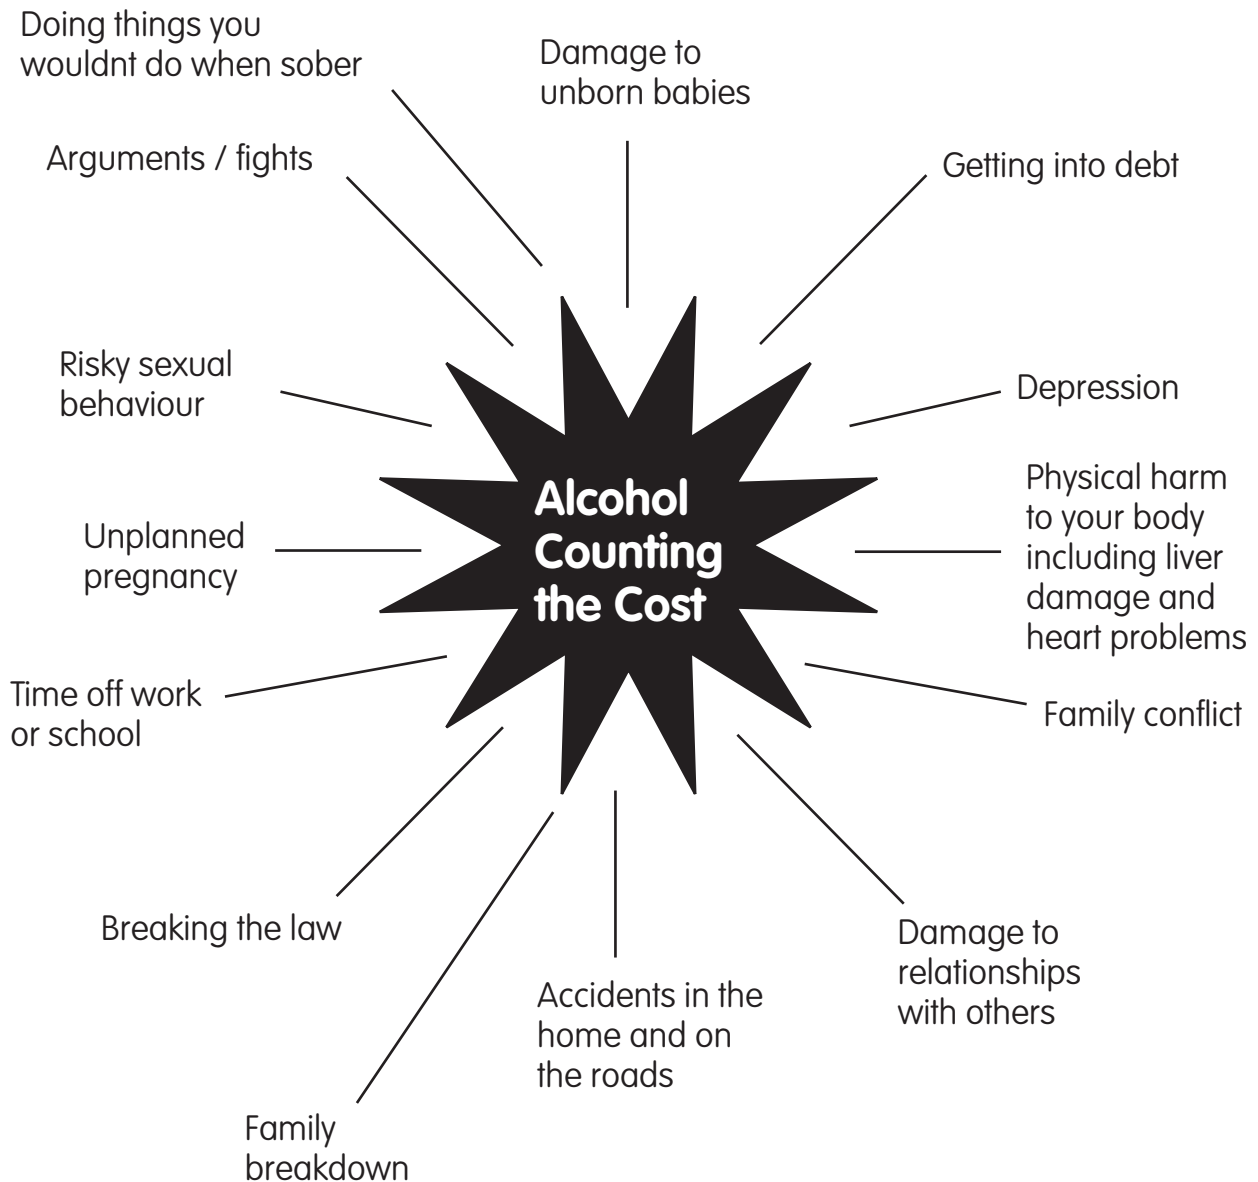 Doing things you
wouldnt do when sober
Damage to
unborn babies
Arguments / fights
Getting into debt
Risky sexual
behaviour
Depression
Unplanned
pregnancy
Alcohol
Counting
the Cost
Physical harm
to your body
including liver
damage and
heart problems
Time off work
or school
Family conflict
Breaking the law
Damage to
relationships
with others
Accidents in the
home and on
the roads
Family
breakdown